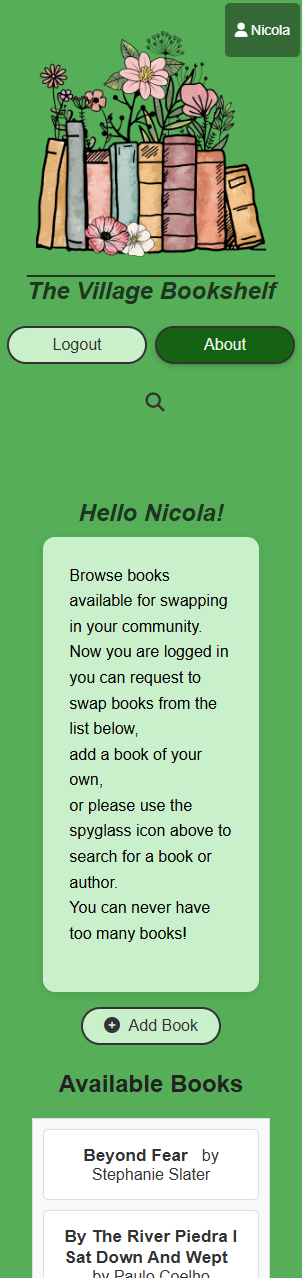 Nicola
The Village Bookshelf
Logout
About
Hello Nicola!
Browse books
available for swapping
in your community.
Now you are logged in
you can request to
swap books from the
list below,
add a book of your
own,
or please use the
spyglass icon above to
search for a book or
author.
You can never have
too many books!
Add Book
Available Books
Beyond Fear by
Stephanie Slater
By The River Piedra I
Sat Down And Wept
by Paulo Coelho